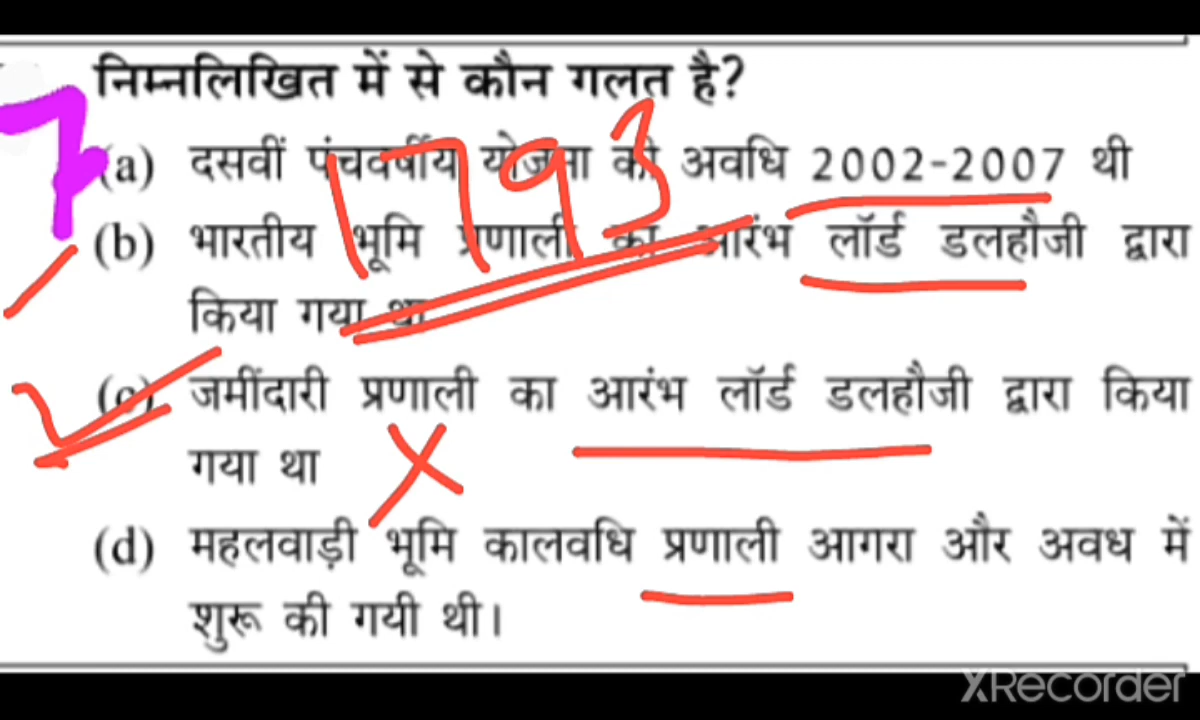 निम्नलिखित में से कौन गलत है?
7
(a) दसवीं पंचवर्षीय योजना की अवधि 2002-2007 थी
1793
(b) भारतीय भूमि प्रणाली का आरंभ लॉर्ड डलहौजी द्वारा
किया गया था
(c) जमींदारी प्रणाली का आरंभ लॉर्ड डलहौजी द्वारा किया
गया था
(d) महलवाड़ी भूमि कालवधि प्रणाली आगरा और अवध में
शुरू की गयी थी।
XRecorder